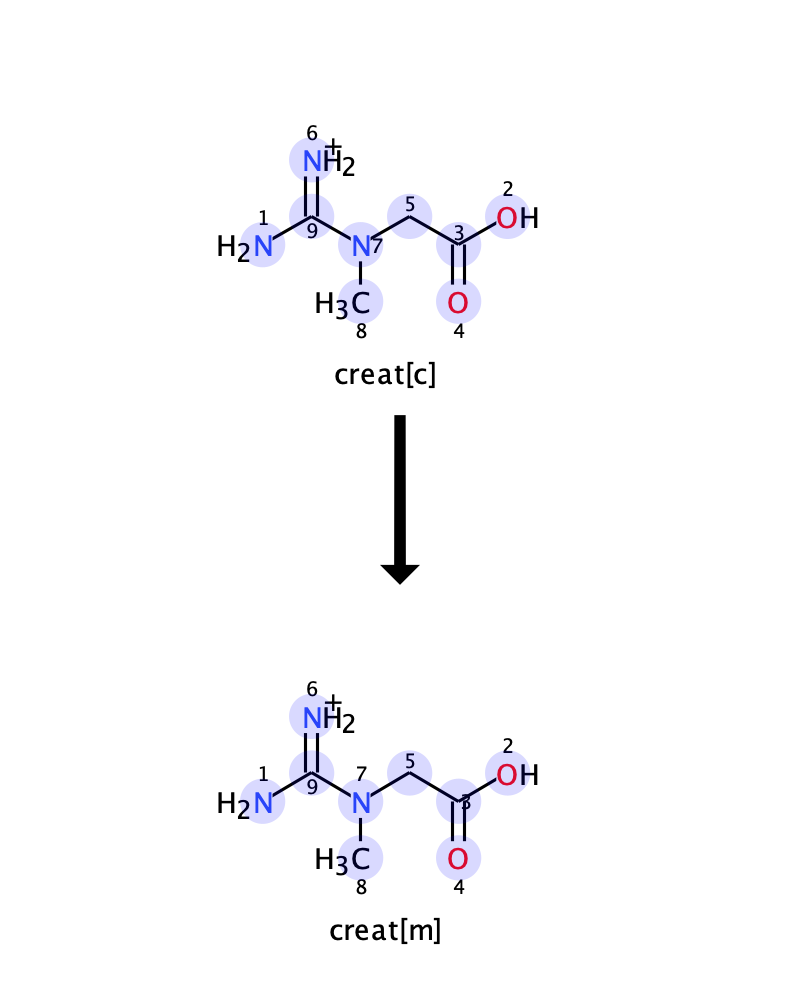 6
NH2+
1 5 2
H2N 9 N7 3 OH
H3C O
8 4
creat[c]
6
NH2+
1 7 5 2
H2N 9 N 3 OH
H3C O
8 4
creat[m]